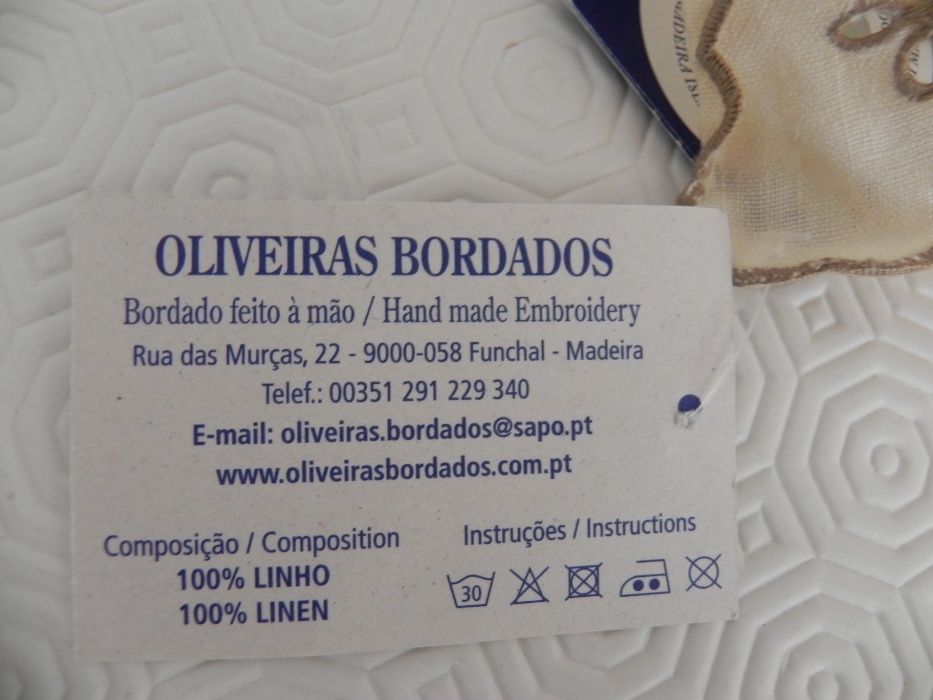 OLIVEIRAS BORDADOS
Bordado feito à mão / Hand made Embroidery
Rua das Murças, 22 - 9000-058 Funchal - Madeira
Telef.: 00351 291 229 340
E-mail: oliveiras.bordados@sapo.pt
www.oliveirasbordados.com.pt
Composição / Composition
100% LINHO
100% LINEN
Instruções / Instructions
30
MADEIRA